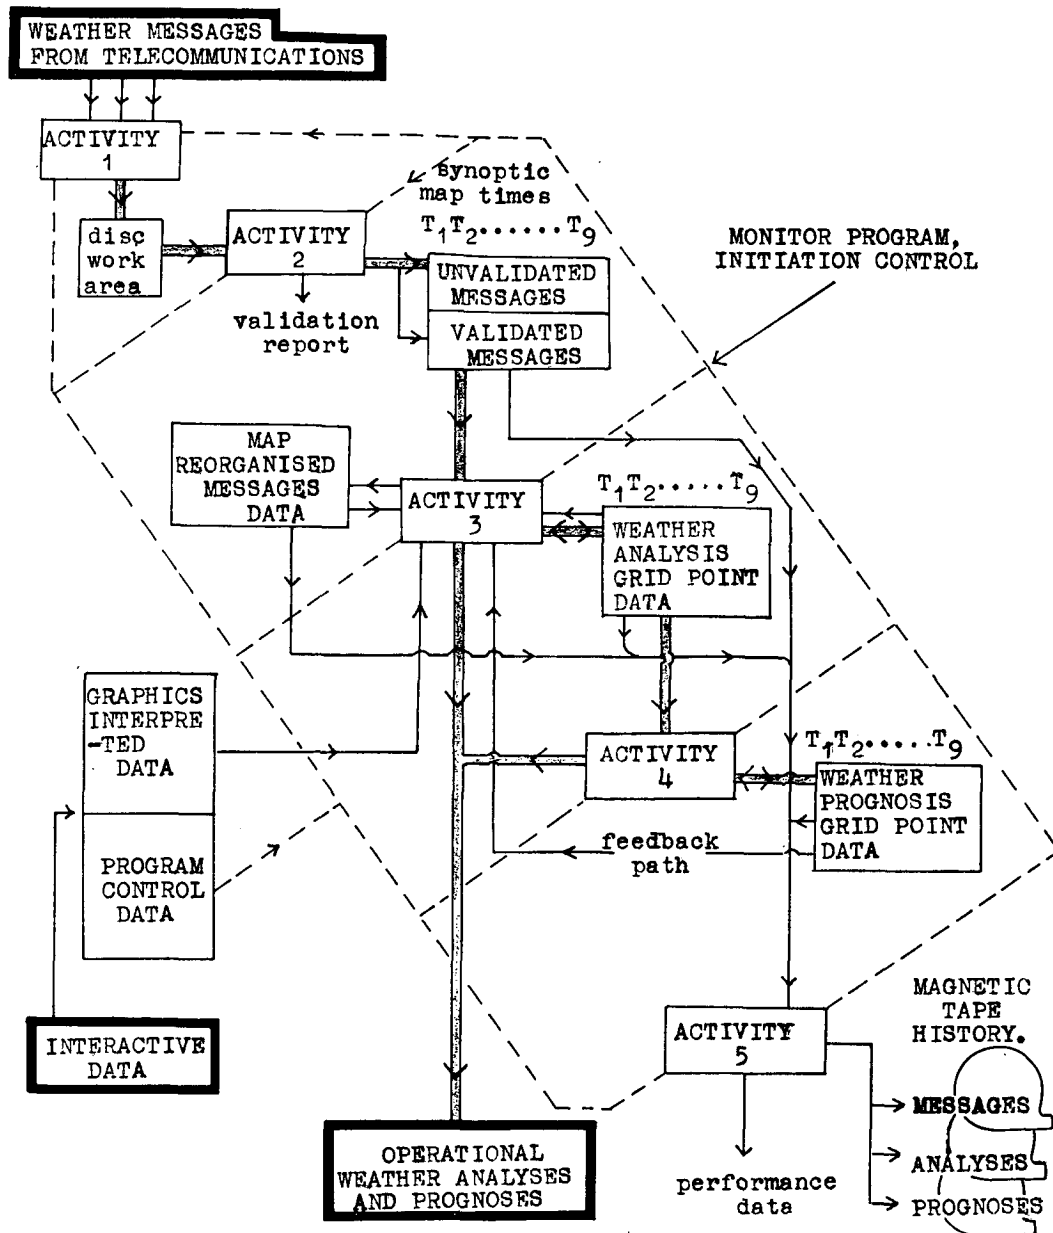 WEATHER MESSAGES
FROM TELECOMMUNICATIONS
ACTIVITY
1
synoptic
map times
disc
work
area
ACTIVITY
2
T1T2......T9
UNVALIDATED
MESSAGES
VALIDATED
MESSAGES
validation
report
MONITOR PROGRAM,
INITIATION CONTROL
MAP
REORGANISED
MESSAGES
DATA
ACTIVITY
3
T1T2.....T9
WEATHER
ANALYSIS
GRID POINT
DATA
GRAPHICS
INTERPRE
-TED
DATA
PROGRAM
CONTROL
DATA
ACTIVITY
4
T1T2.....T9
WEATHER
PROGNOSIS
GRID POINT
DATA
feedback
path
INTERACTIVE
DATA
ACTIVITY
5
MAGNETIC
TAPE
HISTORY.
MESSAGES
ANALYSES
PROGNOSES
OPERATIONAL
WEATHER ANALYSES
AND PROGNOSES
performance
data